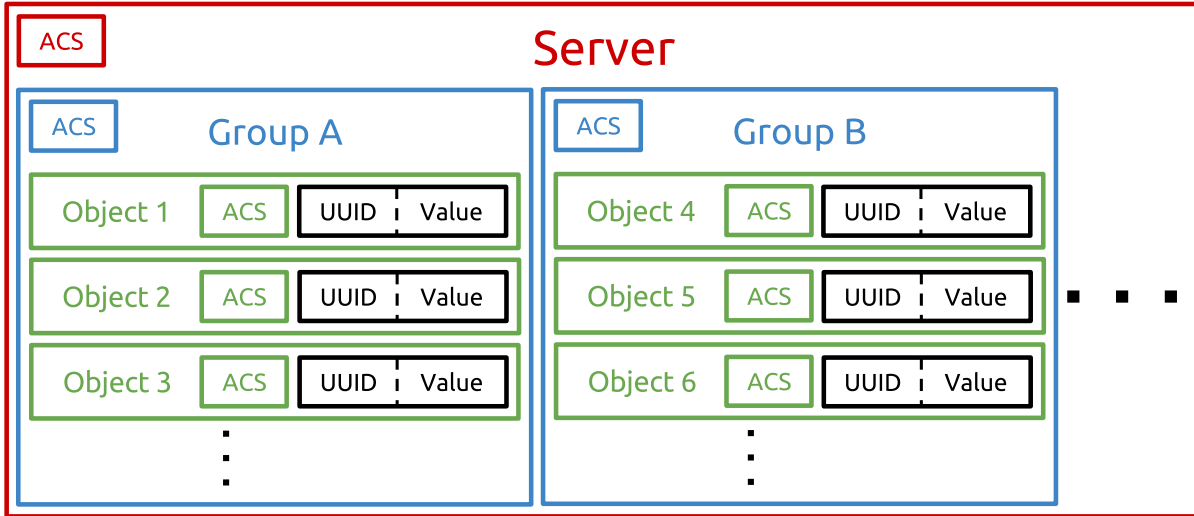 ACS
Server
ACS
Group A
Object 1 ACS UUID Value
Object 2 ACS UUID Value
Object 3 ACS UUID Value
ACS
Group B
Object 4 ACS UUID Value
Object 5 ACS UUID Value
Object 6 ACS UUID Value